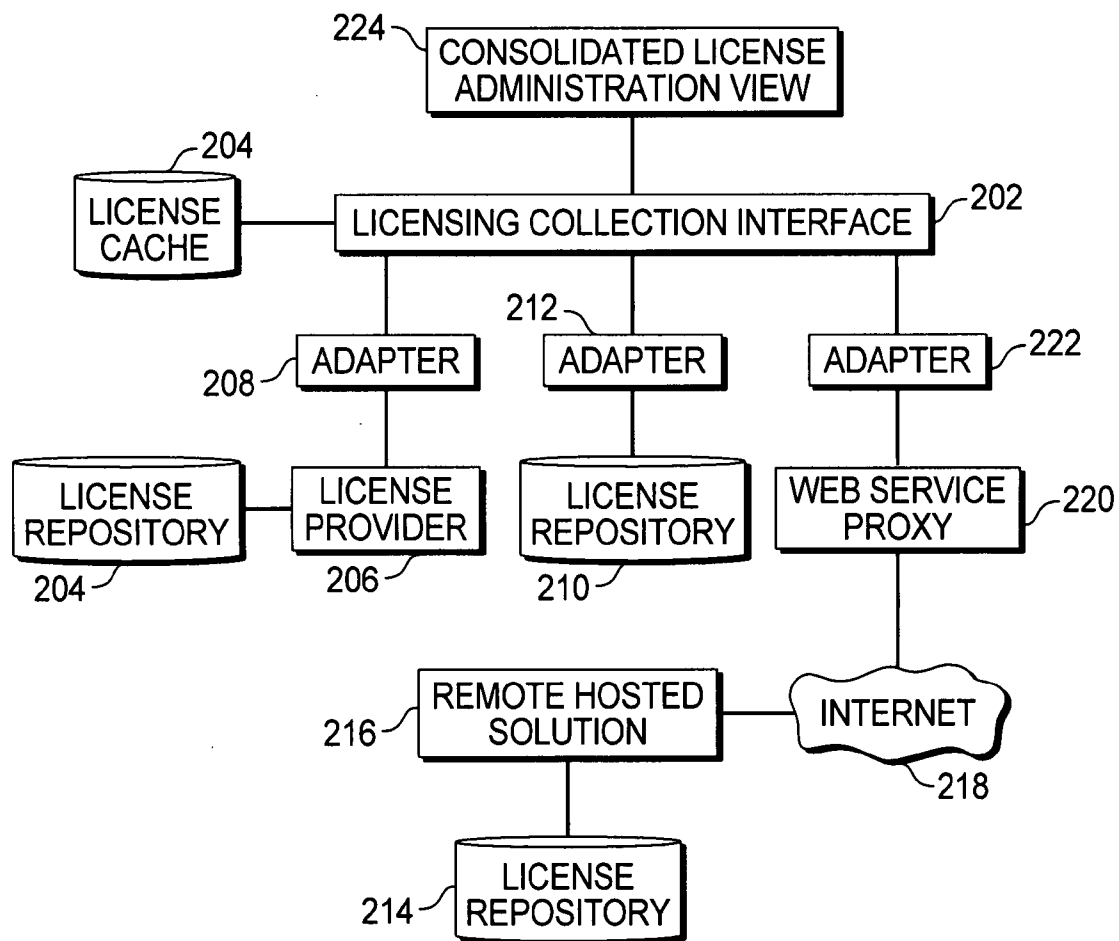 224
CONSOLIDATED LICENSE
ADMINISTRATION VIEW
204
LICENSE
CACHE
LICENSING COLLECTION INTERFACE
202
212
ADAPTER
208
ADAPTER
ADAPTER
222
LICENSE
REPOSITORY
204
LICENSE
PROVIDER
206
LICENSE
REPOSITORY
210
WEB SERVICE
PROXY
220
REMOTE HOSTED
SOLUTION
216
INTERNET
218
LICENSE
REPOSITORY
214